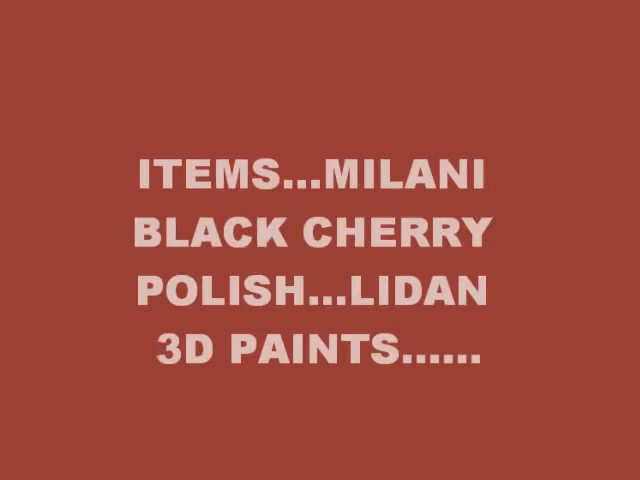 ITEMS...MILANI
BLACK CHERRY
POLISH...LIDAN
3D PAINTS......